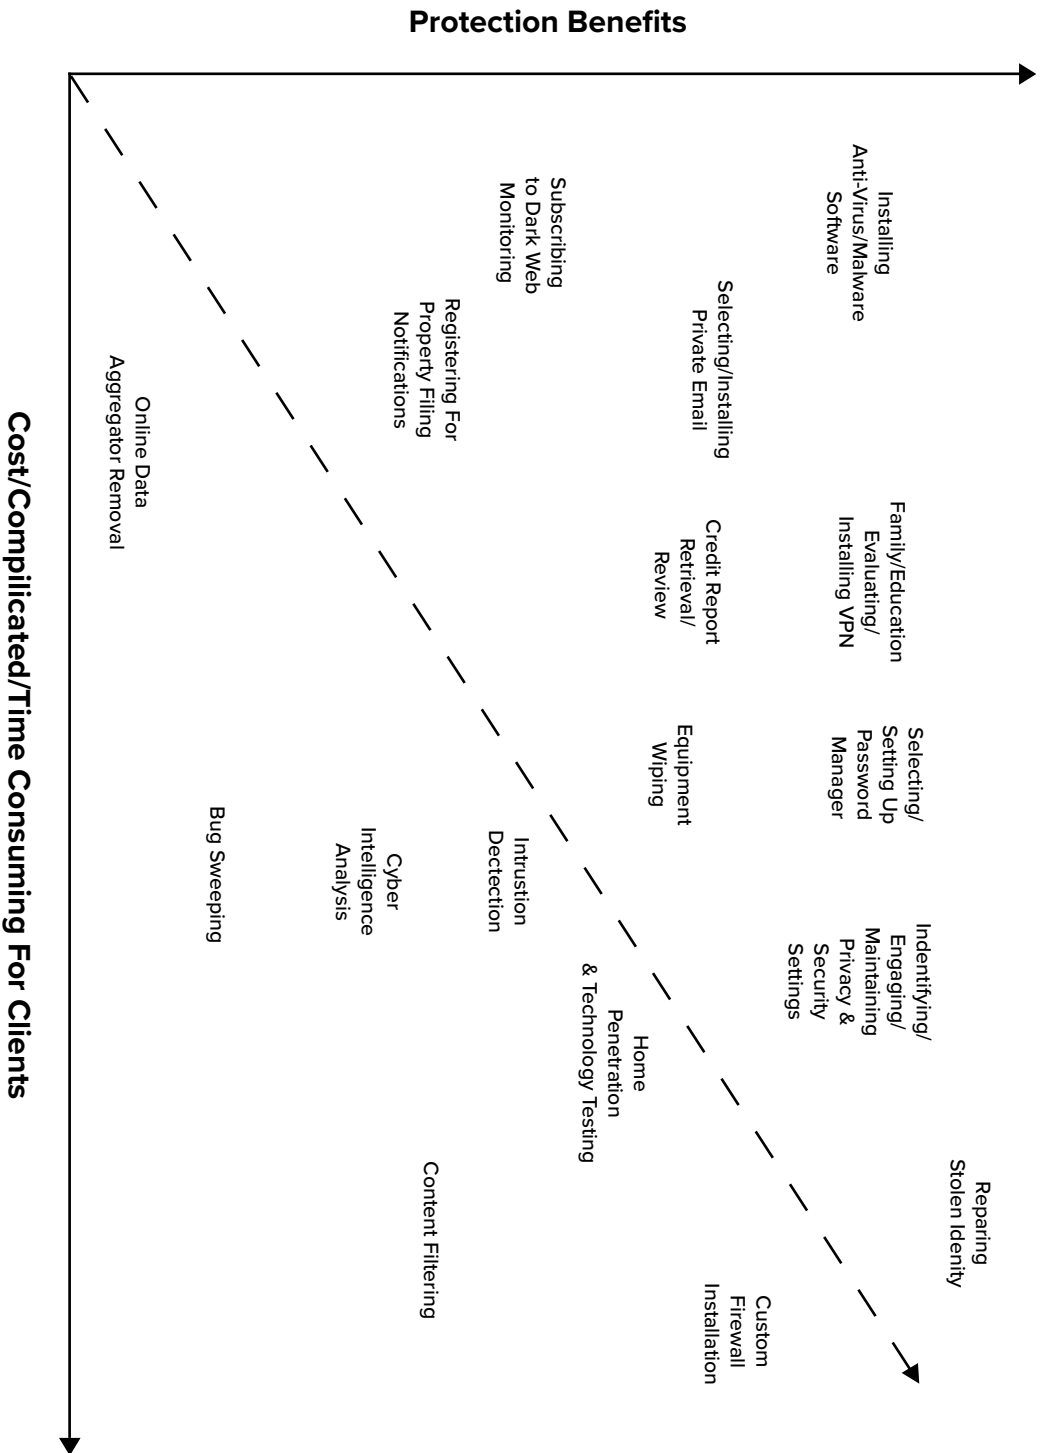 Protection Benefits
Installing
Anti-Virus/Malware
Software
Subscribing
to Dark Web
Monitoring
Selecting/Installing
Private Email
Registering For
Property Filing
Notifications
Online Data
Aggregator Removal
Family/Education
Evaluating/
Installing VPN
Credit Report
Retrieval/
Review
Selecting/
Setting Up
Password
Manager
Equipment
Wiping
Intrustion
Dectection
Cyber
Intelligence
Analysis
Bug Sweeping
Indentifying/
Engaging/
Maintaining
Privacy &
Security
Settings
Home
Penetration
& Technology Testing
Reparing
Stolen Idenity
Content Filtering
Custom
Firewall
Installation
Cost/Compilicated/Time Consuming For Clients